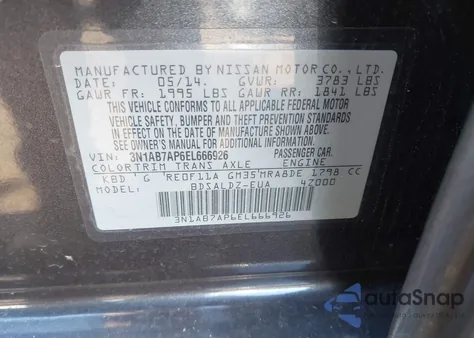 MANUFACTURED BY NISSAN MOTOR CO., LTD.
DATE: 05/14. GVWR: 3783 LBS
GAWR FR: 1995 LBS GAWR RR: 1841 LBS
THIS VEHICLE CONFORMS TO ALL APPLICABLE FEDERAL MOTOR
VEHICLE SAFETY, BUMPER, AND THEFT PREVENTION STANDARDS
IN EFFECT ON THE DATE OF MANUFACTURE SHOWN ABOVE.
SEE OWNER'S MANUAL FOR ADDITIONAL INFORMATION.
VIN: 3N1AB7AP6EL666926 PASSENGER CAR.
COLOR TRIM TRANS AXLE ENGINE
KBD G RE0F11A GM35 MRA8DE 1798 CC
MODEL: BDSALDZ-EUA 4Z000
3N1AB7AP6EL666926
autoSnap